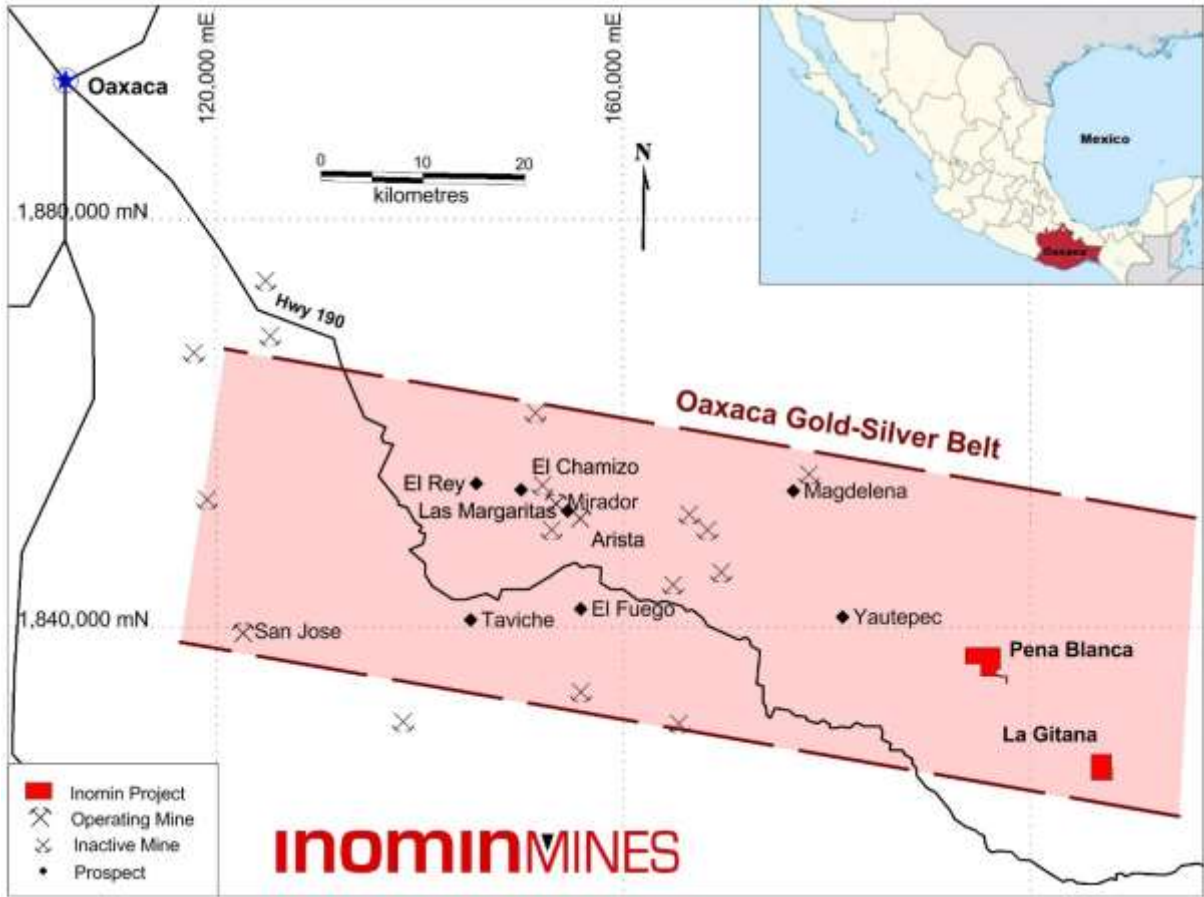 Oaxaca
120,000 mE
160,000 mE
Mexico
Oaxaca
0 10 20
kilometres
N
1,880,000 mN
Hwy 190
Oaxaca Gold-Silver Belt
El Chamizo
El Rey
Mirador
Magdelena
Las Margaritas
Arista
1,840,000 mN
San Jose
Taviche
El Fuego
Yautepec
Pena Blanca
La Gitana
Inomin Project
Operating Mine
Inactive Mine
Prospect
InomınMINES